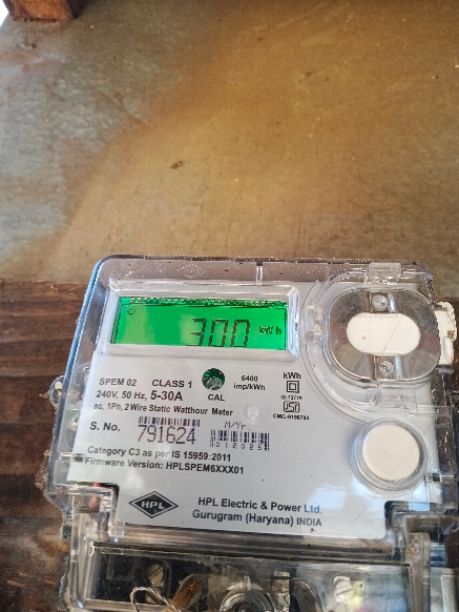 300 kWh
SPEM 02 CLASS 1
6400
imp/kWh
kWh
240V, 50 Hz, 5-30A
CAL
ac, 1Ph, 2 Wire Static Watthour Meter
S. No. 791624
M/Yr.
012025
Category C3 as per IS 15959:2011
Firmware Version: HPLSPEM6XXX01
HPL
HPL Electric & Power Ltd.
Gurugram (Haryana) INDIA